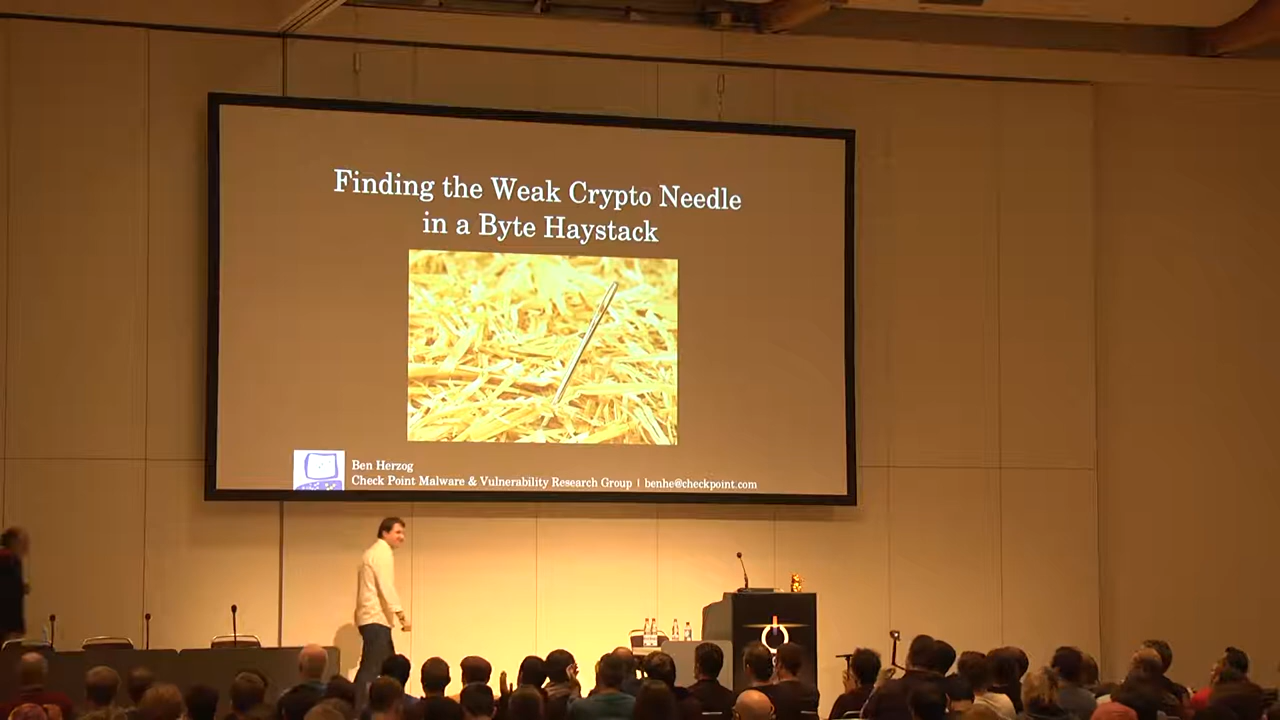 Finding the Weak Crypto Needle
in a Byte Haystack
Ben Herzog
Check Point Malware & Vulnerability Research Group | benhe@checkpoint.com